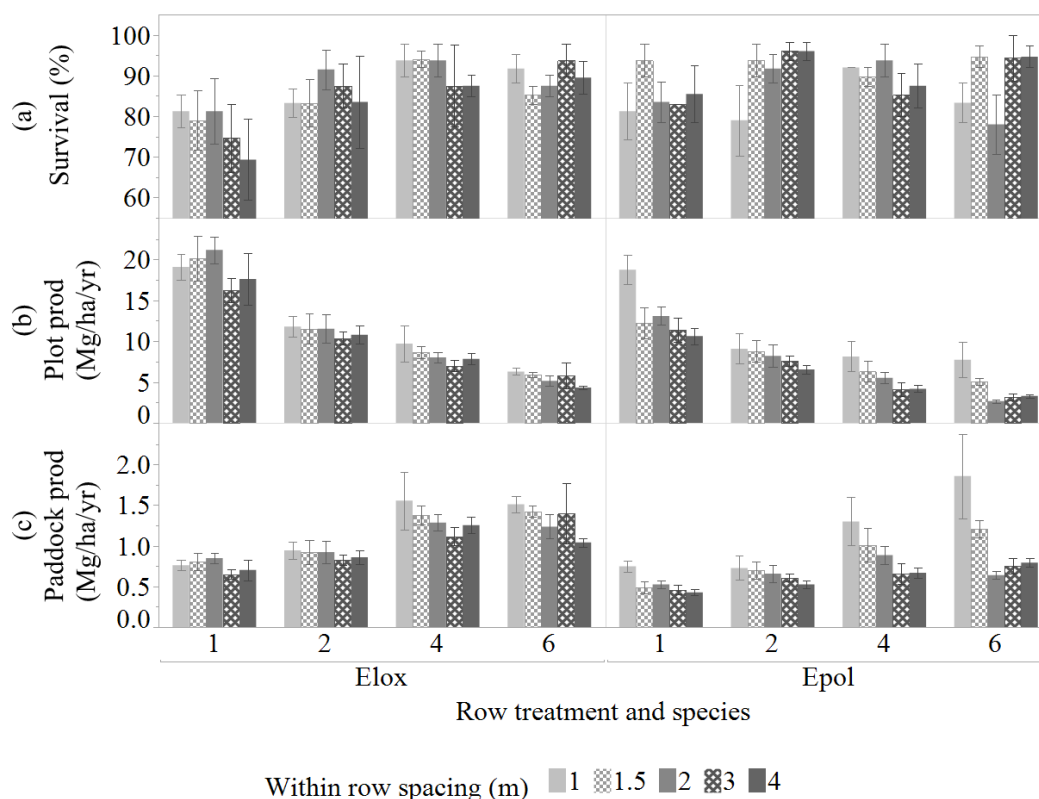 (a)
Survival (%)
100
90
80
70
60
(b)
Plot prod
(Mg/ha/yr)
20
15
10
5
0
(c)
Paddock prod
(Mg/ha/yr)
2.0
1.5
1.0
0.5
0.0
1 2 4 6 1 2 4 6
Elox Epol
Row treatment and species
Within row spacing (m) 1 1.5 2 3 4